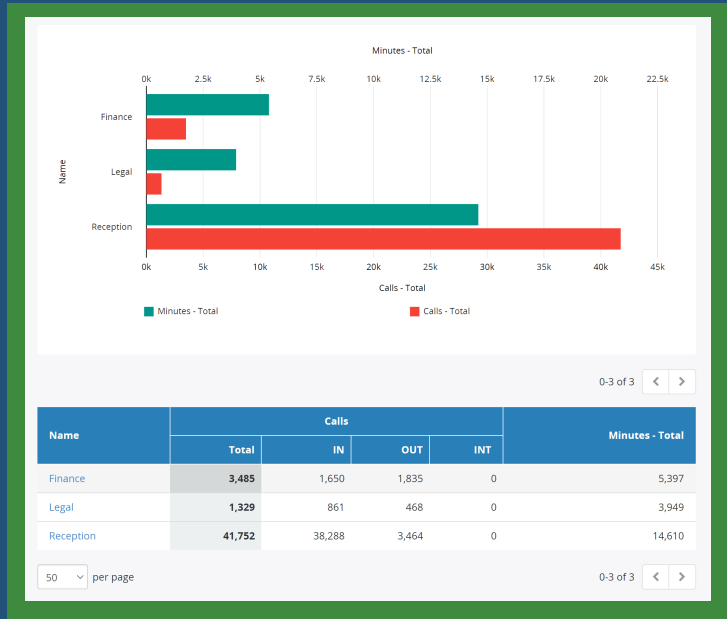 Minutes - Total
0k 2.5k 5k 7.5k 10k 12.5k 15k 17.5k 20k 22.5k
Name
Finance
Legal
Reception
0k 5k 10k 15k 20k 25k 30k 35k 40k 45k
Calls - Total
Minutes - Total Calls - Total
0-3 of 3
Name Calls Minutes - Total
Total IN OUT INT
Finance 3,485 1,650 1,835 0 5,397
Legal 1,329 861 468 0 3,949
Reception 41,752 38,288 3,464 0 14,610
50 per page 0-3 of 3